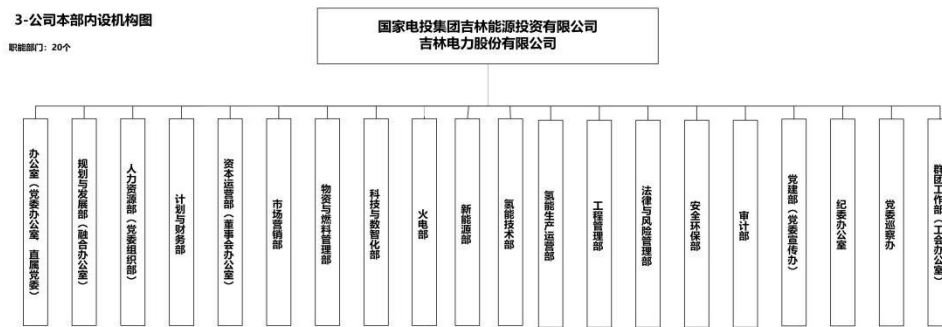 3-公司本部内设机构图
职能部门：20个
国家电投集团吉林能源投资有限公司
吉林电力股份有限公司
办公室（党委办公室、直属党委）
规划与发展部（融合办公室）
人力资源部（党委组织部）
计划与财务部
资本运营部（董事会办公室）
市场营销部
物资与燃料管理部
科技与数智化部
火电部
新能源部
氢能技术部
氢能生产运营部
工程管理部
法律与风险管理部
安全环保部
审计部
党建部（党委宣传办）
纪委办公室
党委巡察办
群团工作部（工会办公室）